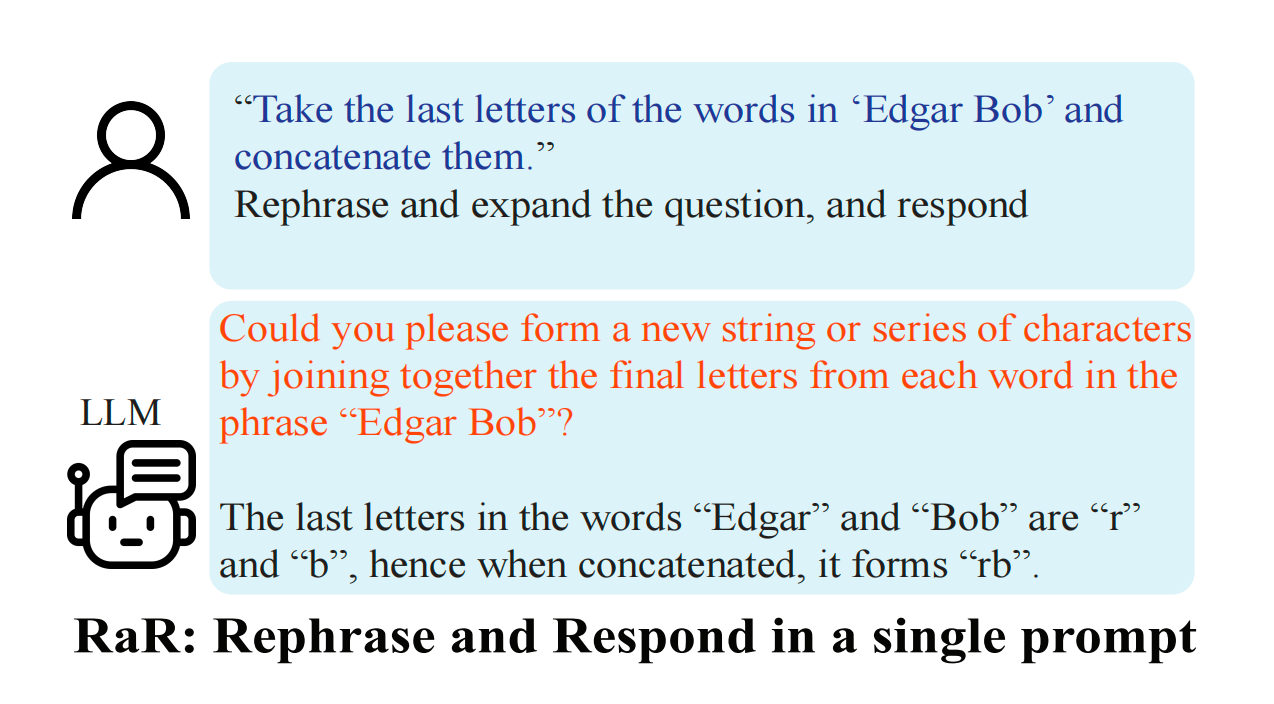 “Take the last letters of the words in ‘Edgar Bob’ and
concatenate them.”
Rephrase and expand the question, and respond
Could you please form a new string or series of characters
by joining together the final letters from each word in the
phrase “Edgar Bob”?
LLM
The last letters in the words “Edgar” and “Bob” are “r”
and “b”, hence when concatenated, it forms “rb”.
RaR: Rephrase and Respond in a single prompt